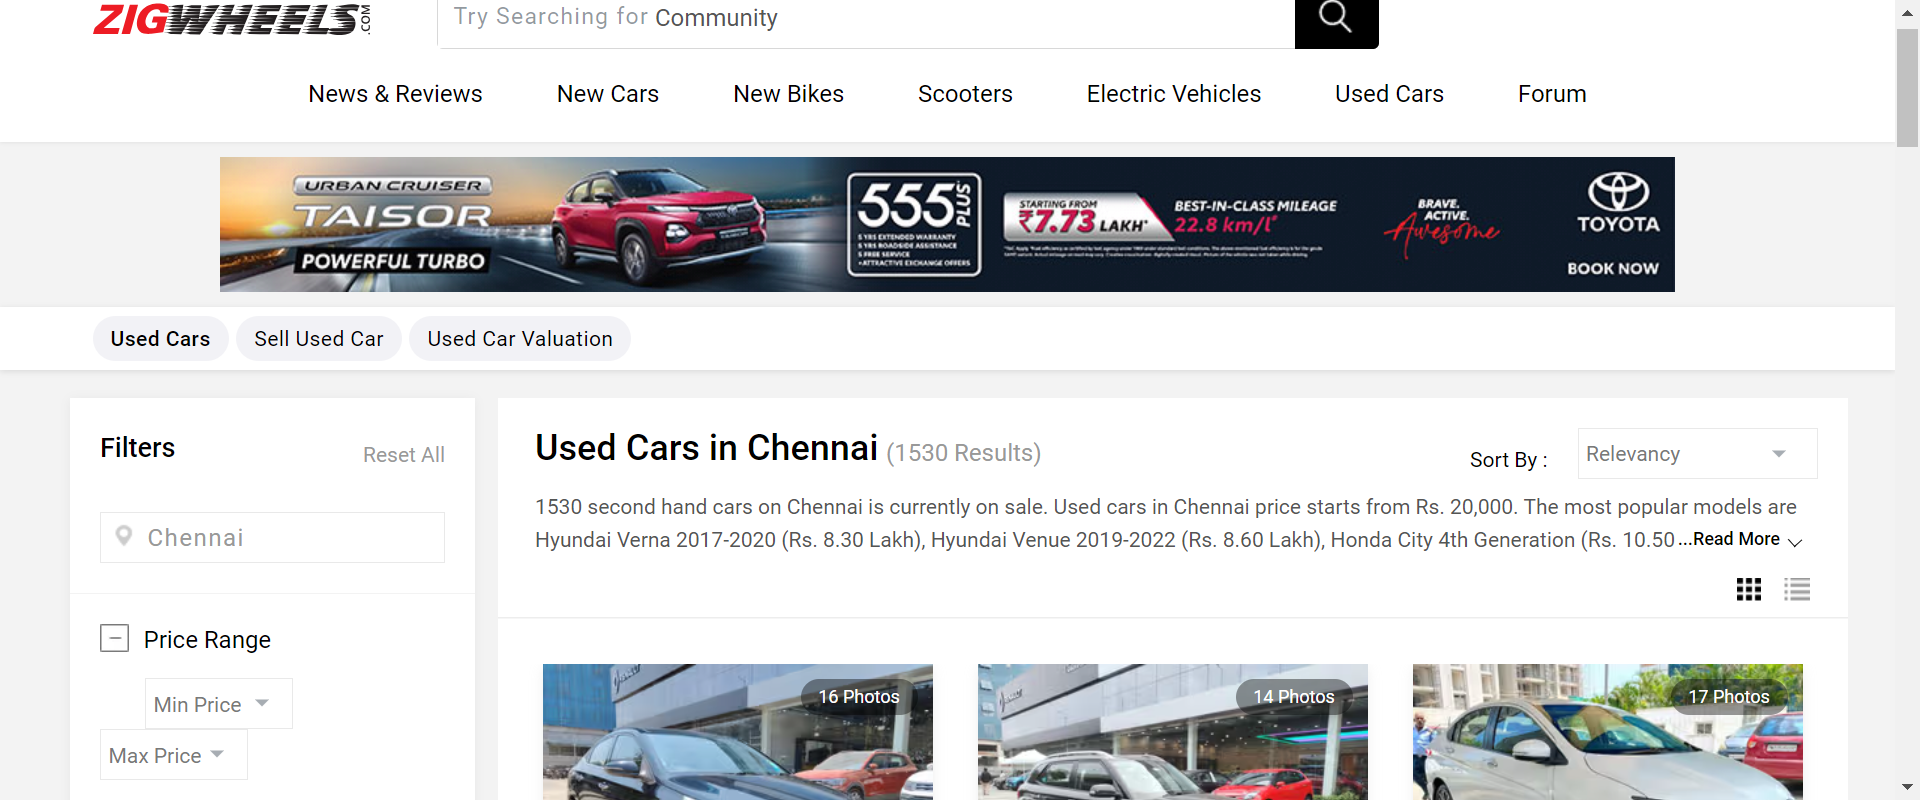 ZIGWHEELS.COM
Try Searching for Community
News & Reviews New Cars New Bikes Scooters Electric Vehicles Used Cars Forum
URBAN CRUISER
TAISOR
POWERFUL TURBO
555 PLUS
5 YRS EXTENDED WARRANTY
5 YRS ROADSIDE ASSISTANCE
5 FREE SERVICE
+ATTRACTIVE EXCHANGE OFFERS
STARTING FROM
₹7.73 LAKH*
BEST-IN-CLASS MILEAGE
22.8 km/l*
BRAVE.
ACTIVE.
Awesome
TOYOTA
BOOK NOW
Used Cars Sell Used Car Used Car Valuation
Filters
Reset All
Chennai
Price Range
Min Price
Max Price
Used Cars in Chennai (1530 Results)
Sort By : Relevancy
1530 second hand cars on Chennai is currently on sale. Used cars in Chennai price starts from Rs. 20,000. The most popular models are
Hyundai Verna 2017-2020 (Rs. 8.30 Lakh), Hyundai Venue 2019-2022 (Rs. 8.60 Lakh), Honda City 4th Generation (Rs. 10.50 ...Read More
16 Photos
14 Photos
17 Photos